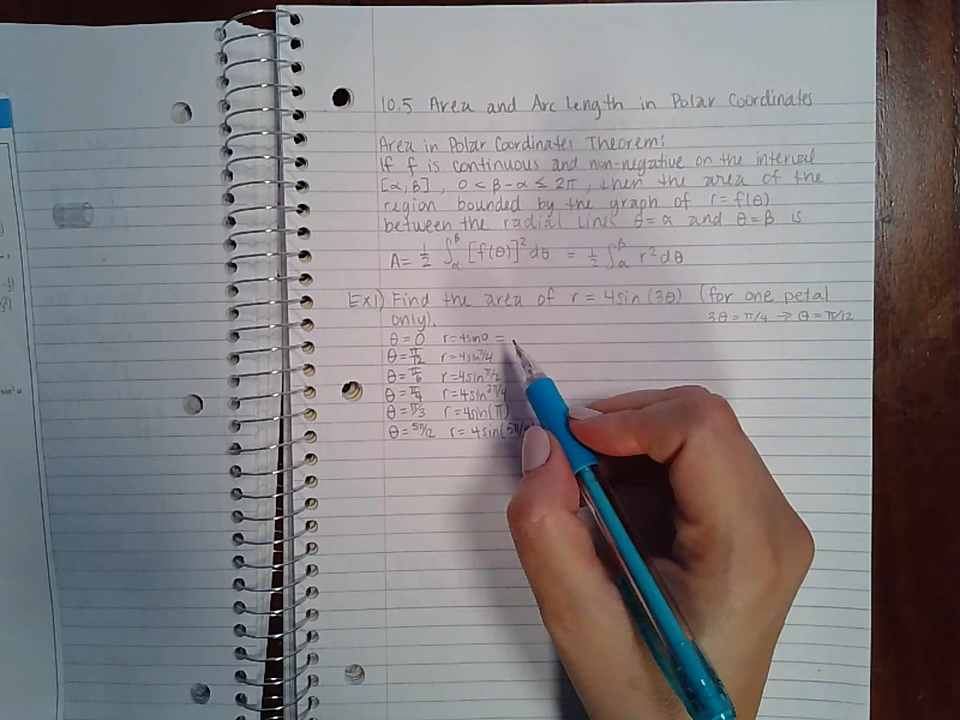 10.5 Area and Arc Length in Polar Coordinates
Area in Polar Coordinates Theorem:
If f is continuous and non-negative on the interval
[α,β], 0 < β-α ≤ 2π, then the area of the
region bounded by the graph of r = f(θ)
between the radial lines θ=α and θ=β is
A = 1/2 ∫_α^β [f(θ)]² dθ = 1/2 ∫_α^β r² dθ
Ex1) Find the area of r = 4sin(3θ) (for one petal
only). 3θ = π/4 → θ = π/12
θ = 0 r = 4sin0 =
θ = π/12 r = 4sin π/4
θ = π/6 r = 4sin π/2
θ = π/4 r = 4sin 3π/4
θ = π/3 r = 4sin(π)
θ = 5π/12 r = 4sin(5π/4